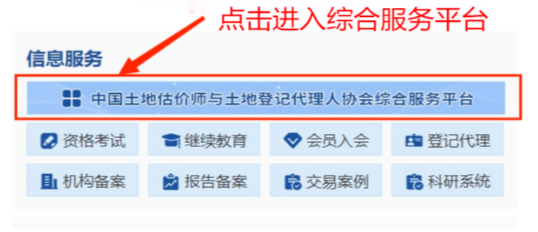 点击进入综合服务平台
信息服务
中国土地估价师与土地登记代理人协会综合服务平台
资格考试 继续教育 会员入会 登记代理
机构备案 报告备案 交易案例 科研系统